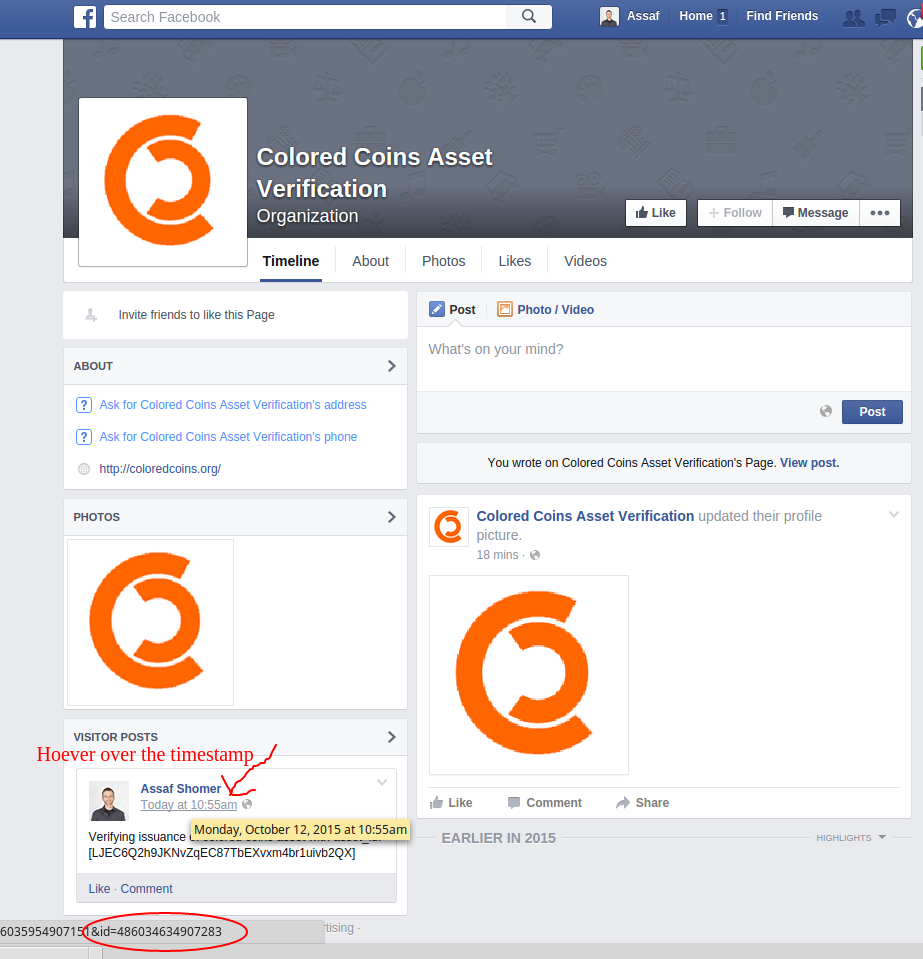 Search Facebook
Assaf
Home 1
Find Friends
Colored Coins Asset
Verification
Organization
Like
Follow
Message
Timeline
About
Photos
Likes
Videos
Invite friends to like this Page
ABOUT
? Ask for Colored Coins Asset Verification's address
? Ask for Colored Coins Asset Verification's phone
http://coloredcoins.org/
PHOTOS
VISITOR POSTS
Hoever over the timestamp
Assaf Shomer
Today at 10:55am
Monday, October 12, 2015 at 10:55am
Verifying issuance
[LJEC6Q2h9JKNvZqEC87TbEXvxm4br1uivb2QX]
Like · Comment
6035954907151&id=486034634907283
Post
Photo / Video
What's on your mind?
Post
You wrote on Colored Coins Asset Verification's Page. View post.
Colored Coins Asset Verification updated their profile
picture.
18 mins ·
Like
Comment
Share
EARLIER IN 2015
HIGHLIGHTS